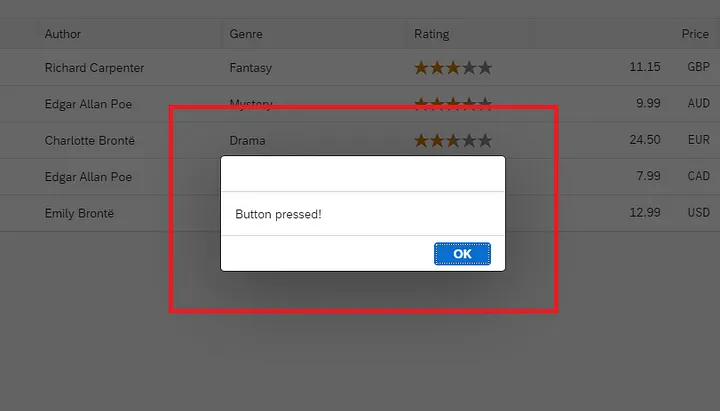 Author Genre Rating Price
Richard Carpenter Fantasy 11.15 GBP
Edgar Allan Poe Mystery 9.99 AUD
Charlotte Brontë Drama 24.50 EUR
Edgar Allan Poe 7.99 CAD
Emily Brontë 12.99 USD
Button pressed!
OK